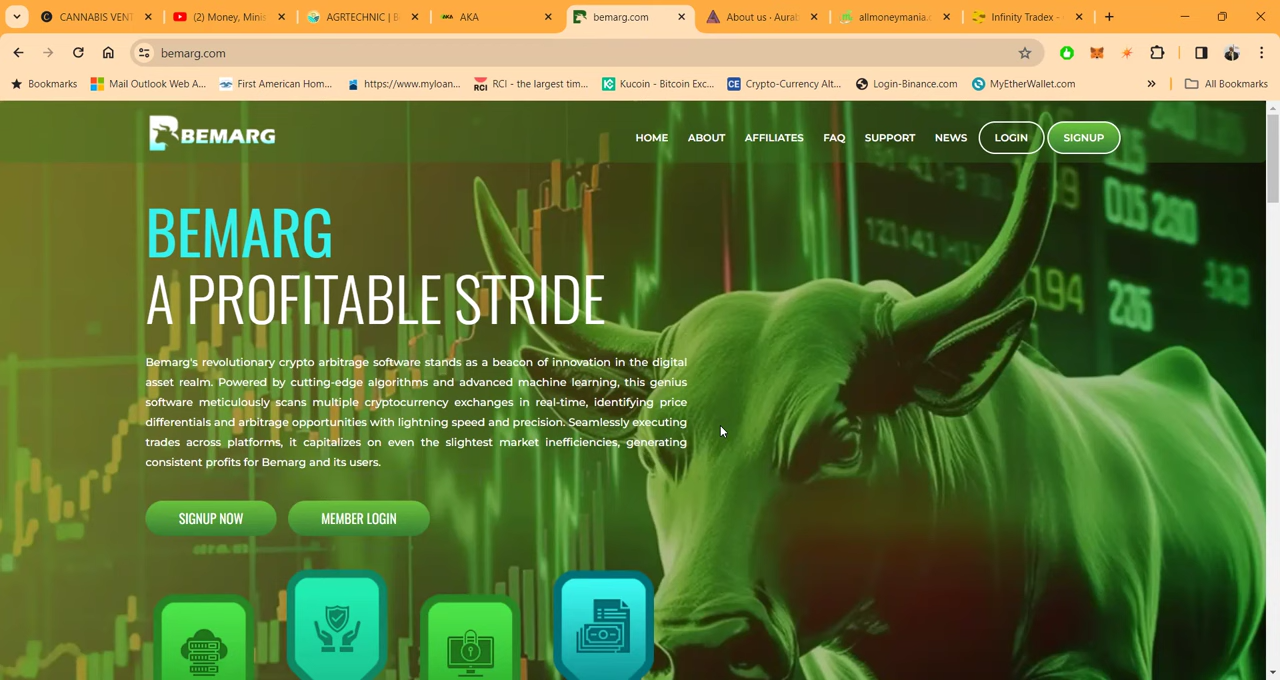 CANNABIS VENT
(2) Money, Minis
AGRTECHNIC | B
AKA
bemarg.com
About us · Aurab
allmoneymania.c
Infinity Tradex -
bemarg.com
Bookmarks
Mail Outlook Web A...
First American Hom...
https://www.myloan...
RCI - the largest tim...
Kucoin - Bitcoin Exc...
Crypto-Currency Alt...
Login-Binance.com
MyEtherWallet.com
All Bookmarks
BEMARG
HOME ABOUT AFFILIATES FAQ SUPPORT NEWS LOGIN SIGNUP
BEMARG
A PROFITABLE STRIDE
Bemarg's revolutionary crypto arbitrage software stands as a beacon of innovation in the digital
asset realm. Powered by cutting-edge algorithms and advanced machine learning, this genius
software meticulously scans multiple cryptocurrency exchanges in real-time, identifying price
differentials and arbitrage opportunities with lightning speed and precision. Seamlessly executing
trades across platforms, it capitalizes on even the slightest market inefficiencies, generating
consistent profits for Bemarg and its users.
SIGNUP NOW MEMBER LOGIN